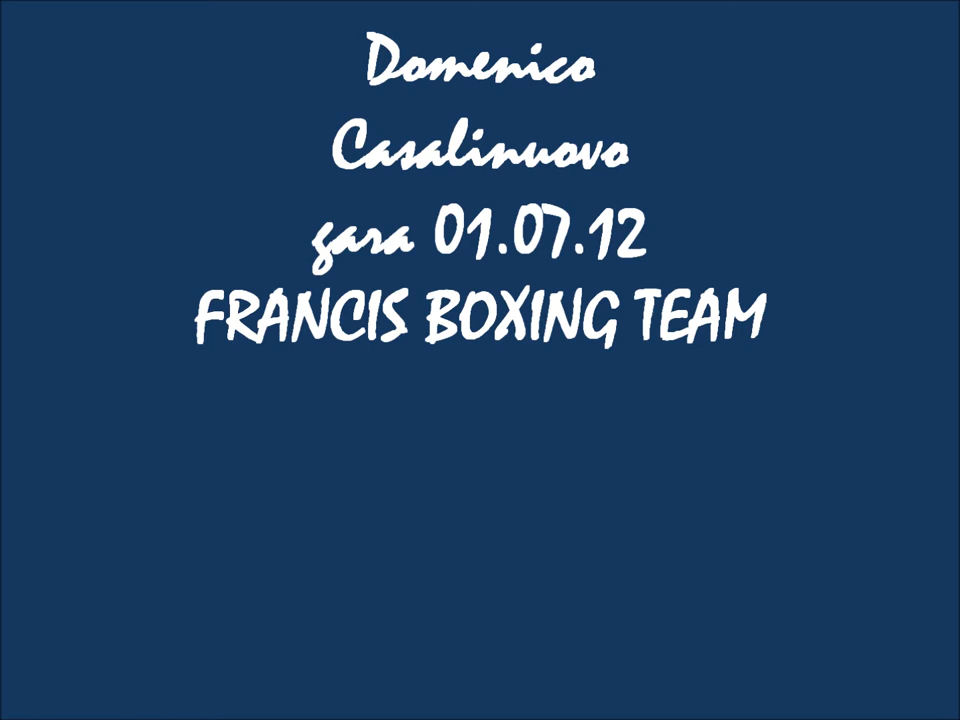 Domenico
Casalinuovo
gara 01.07.12
FRANCIS BOXING TEAM